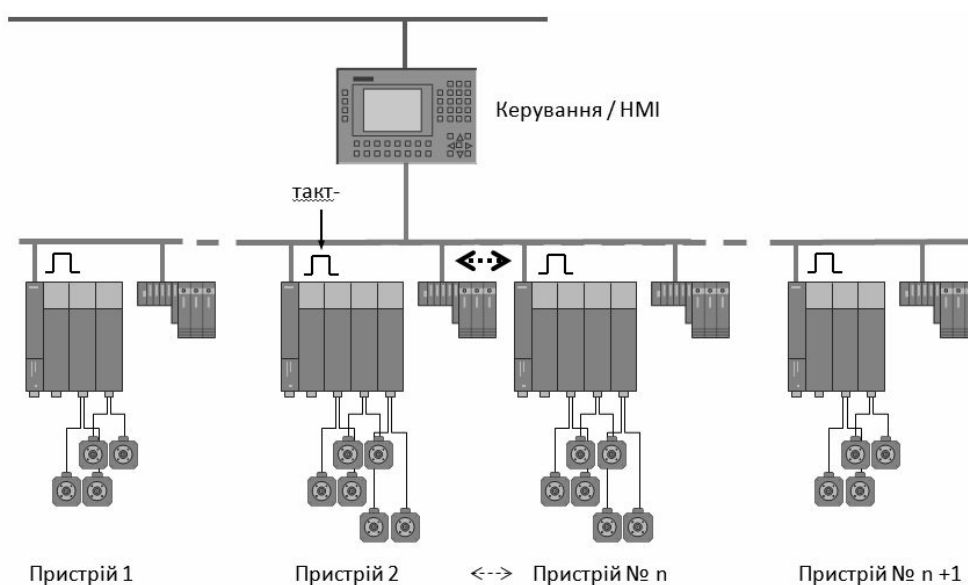 Керування / HMI
такт-
Пристрій 1
Пристрій 2
Пристрій № n
Пристрій № n +1